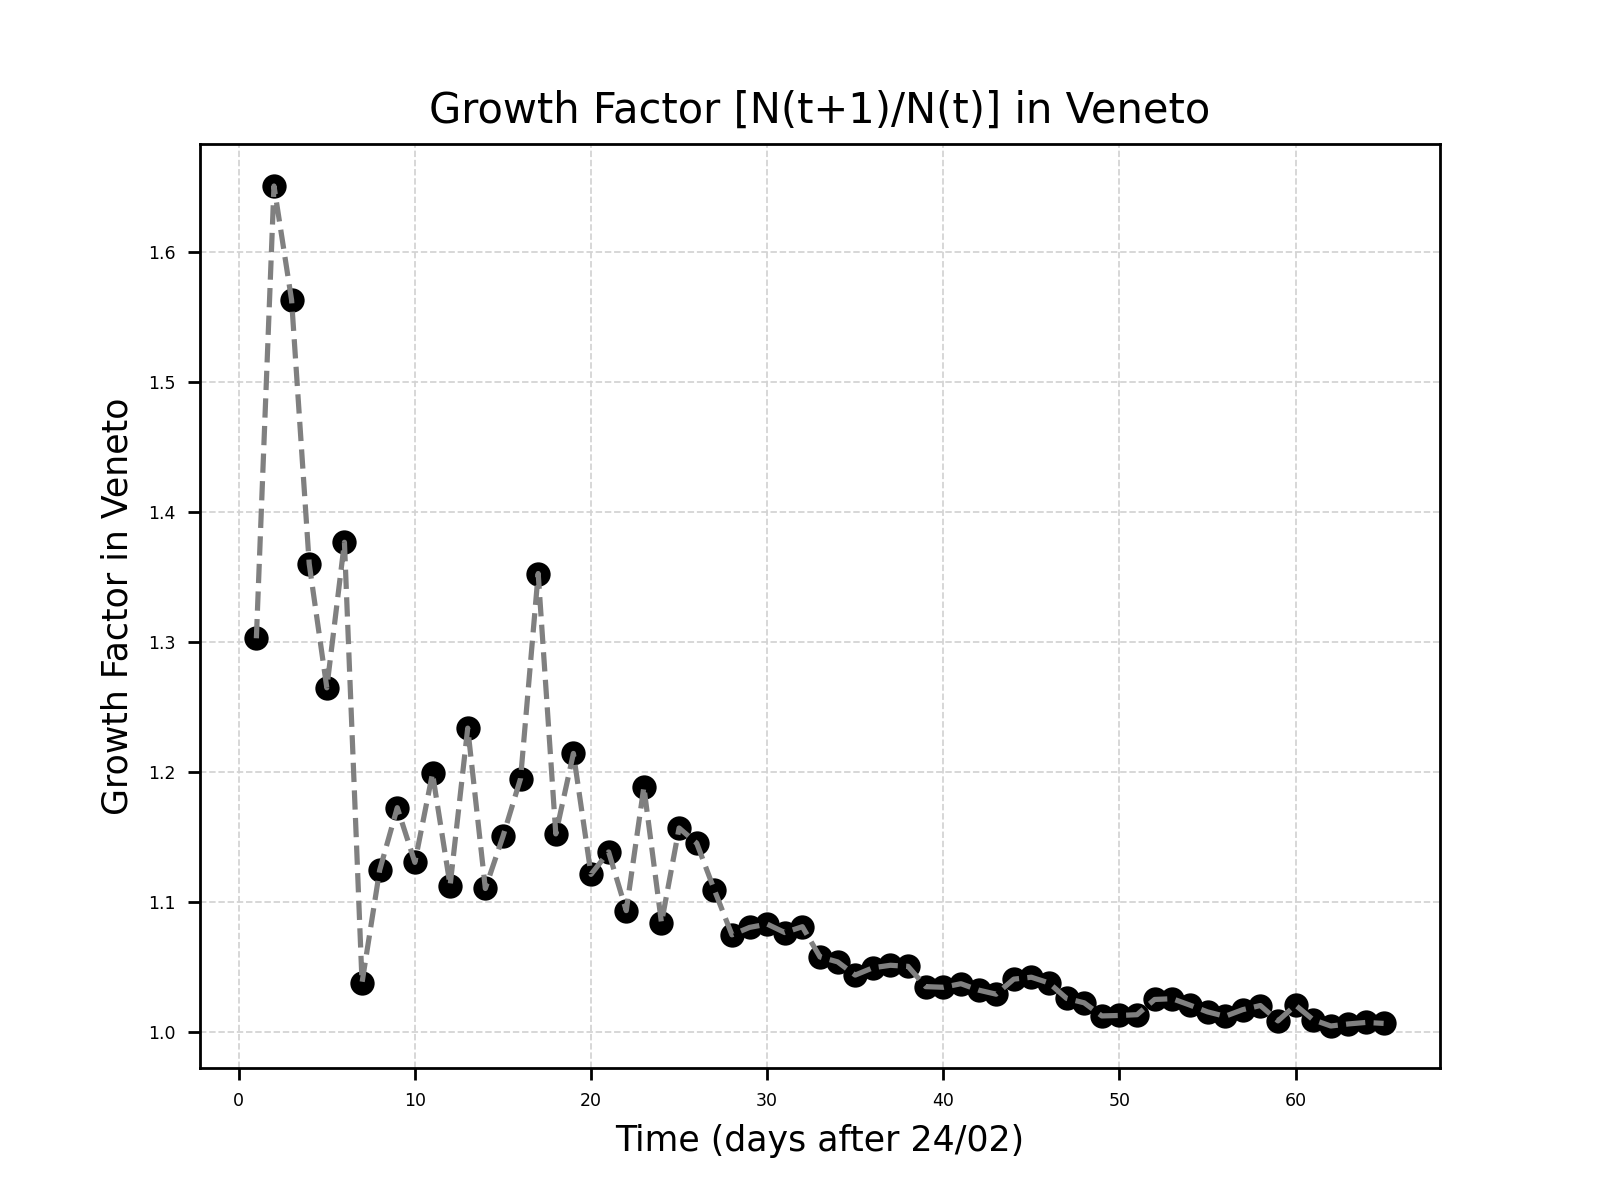 Growth Factor [N(t+1)/N(t)] in Veneto
Growth Factor in Veneto
1.6
1.5
1.4
1.3
1.2
1.1
1.0
0 10 20 30 40 50 60
Time (days after 24/02)